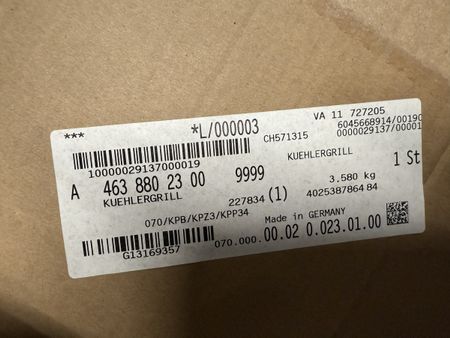 *** *L/000003 VA 11 727205
CH571315 6045668914/0019
10000029137000019 0000029137/00001
A 463 880 23 00 9999 KUEHLERGRILL 1 St
KUEHLERGRILL 3,580 kg
227834 (1) 4025387864 84
070/KPB/KPZ3/KPP34
Made in GERMANY
G13169357 070.000. 00.02 0.023.01.00